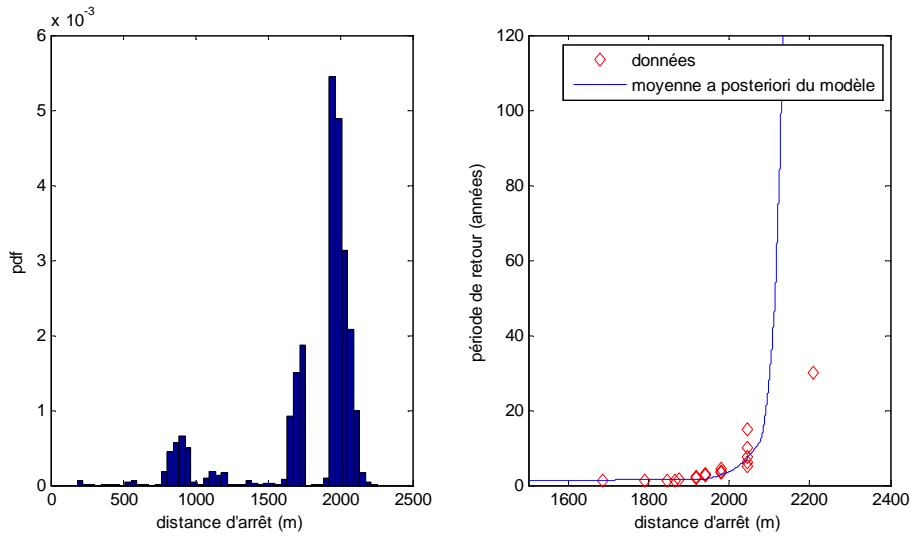 x 10^-3
6
5
4
3
2
1
0
pdf
0 500 1000 1500 2000 2500
distance d'arrêt (m)
données
moyenne a posteriori du modèle
120
100
80
60
40
20
0
période de retour (années)
1600 1800 2000 2200 2400
distance d'arrêt (m)